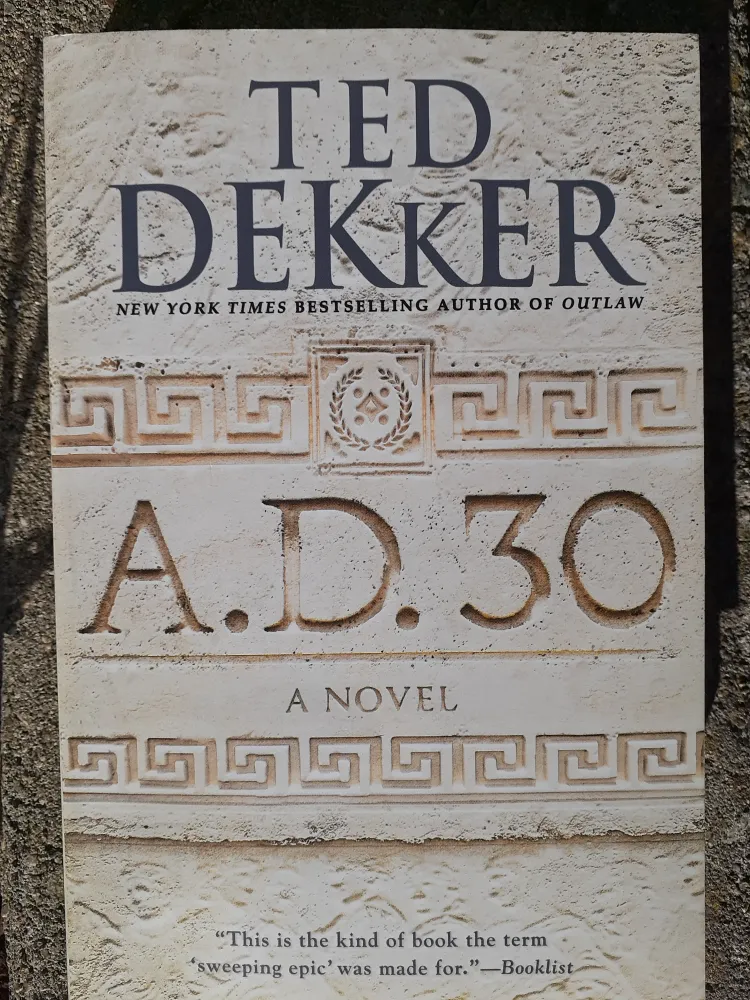 TED
DEKKER
NEW YORK TIMES BESTSELLING AUTHOR OF OUTLAW
A.D. 30
A NOVEL
“This is the kind of book the term
‘sweeping epic’ was made for.”—Booklist